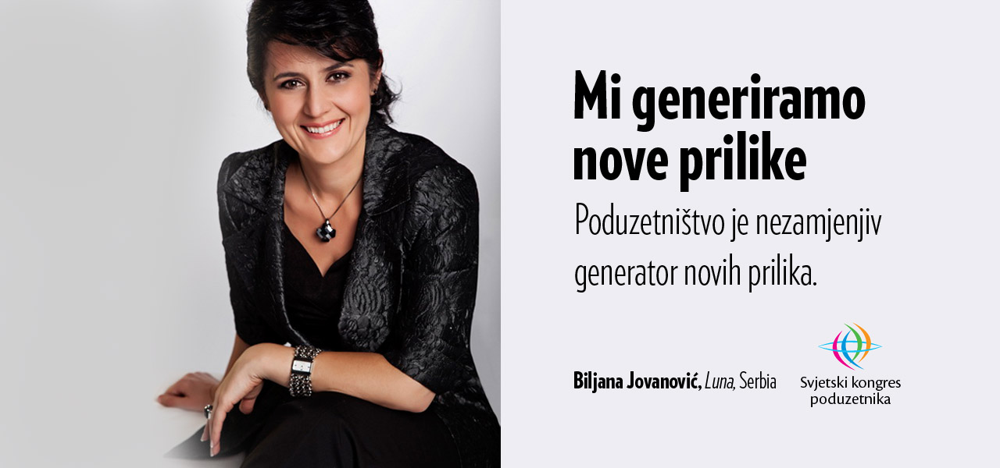 Mi generiramo
nove prilike
Poduzetništvo je nezamjenjiv
generator novih prilika.
Biljana Jovanović, Luna, Serbia
Svjetski kongres
poduzetnika